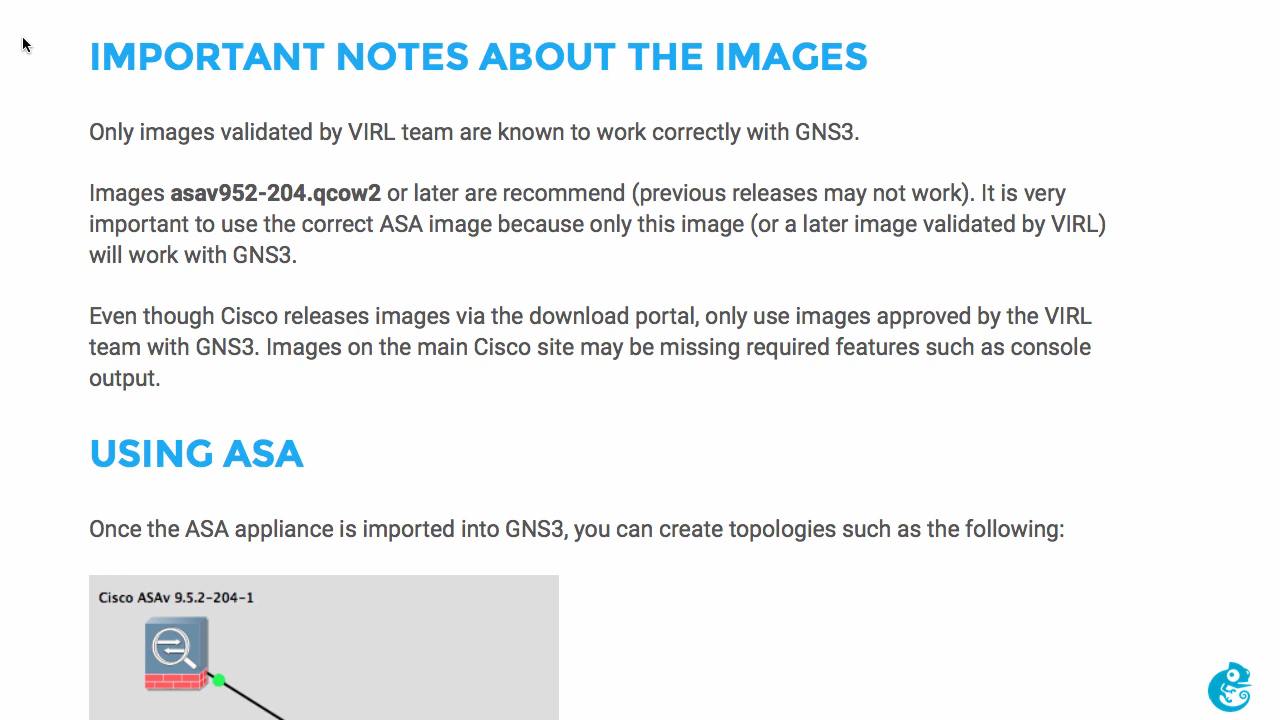 IMPORTANT NOTES ABOUT THE IMAGES
Only images validated by VIRL team are known to work correctly with GNS3.
Images asav952-204.qcow2 or later are recommend (previous releases may not work). It is very
important to use the correct ASA image because only this image (or a later image validated by VIRL)
will work with GNS3.
Even though Cisco releases images via the download portal, only use images approved by the VIRL
team with GNS3. Images on the main Cisco site may be missing required features such as console
output.
USING ASA
Once the ASA appliance is imported into GNS3, you can create topologies such as the following:
Cisco ASAv 9.5.2-204-1